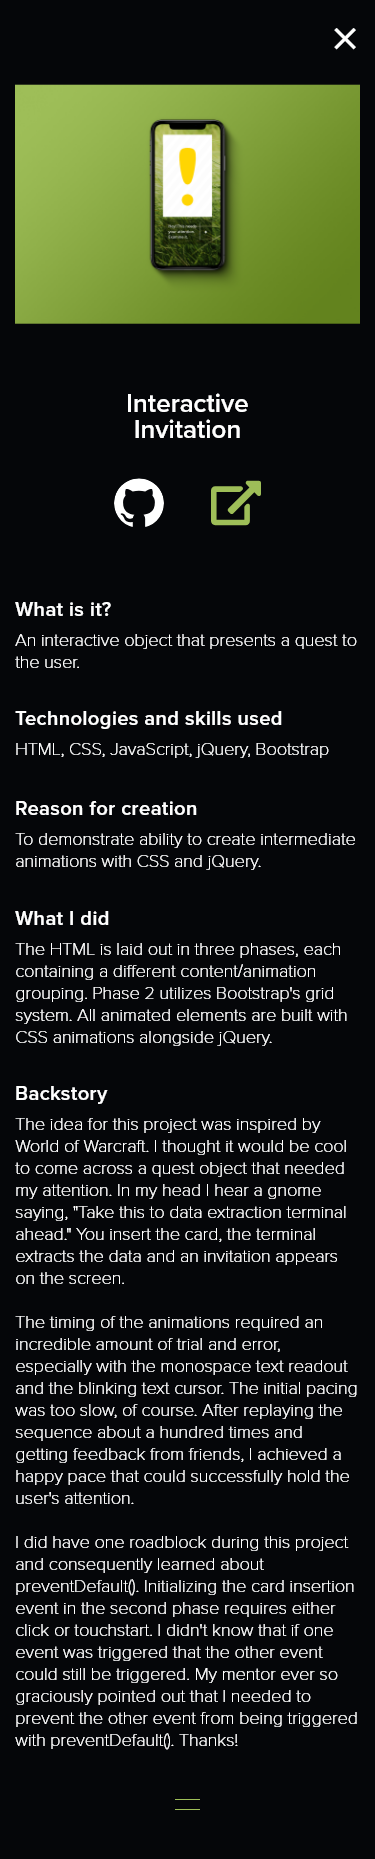 Interactive
Invitation
What is it?
An interactive object that presents a quest to
the user.
Technologies and skills used
HTML, CSS, JavaScript, jQuery, Bootstrap
Reason for creation
To demonstrate ability to create intermediate
animations with CSS and jQuery.
What I did
The HTML is laid out in three phases, each
containing a different content/animation
grouping. Phase 2 utilizes Bootstrap's grid
system. All animated elements are built with
CSS animations alongside jQuery.
Backstory
The idea for this project was inspired by
World of Warcraft. I thought it would be cool
to come across a quest object that needed
my attention. In my head I hear a gnome
saying, "Take this to data extraction terminal
ahead." You insert the card, the terminal
extracts the data and an invitation appears
on the screen.
The timing of the animations required an
incredible amount of trial and error,
especially with the monospace text readout
and the blinking text cursor. The initial pacing
was too slow, of course. After replaying the
sequence about a hundred times and
getting feedback from friends, I achieved a
happy pace that could successfully hold the
user's attention.
I did have one roadblock during this project
and consequently learned about
preventDefault(). Initializing the card insertion
event in the second phase requires either
click or touchstart. I didn't know that if one
event was triggered that the other event
could still be triggered. My mentor ever so
graciously pointed out that I needed to
prevent the other event from being triggered
with preventDefault(). Thanks!